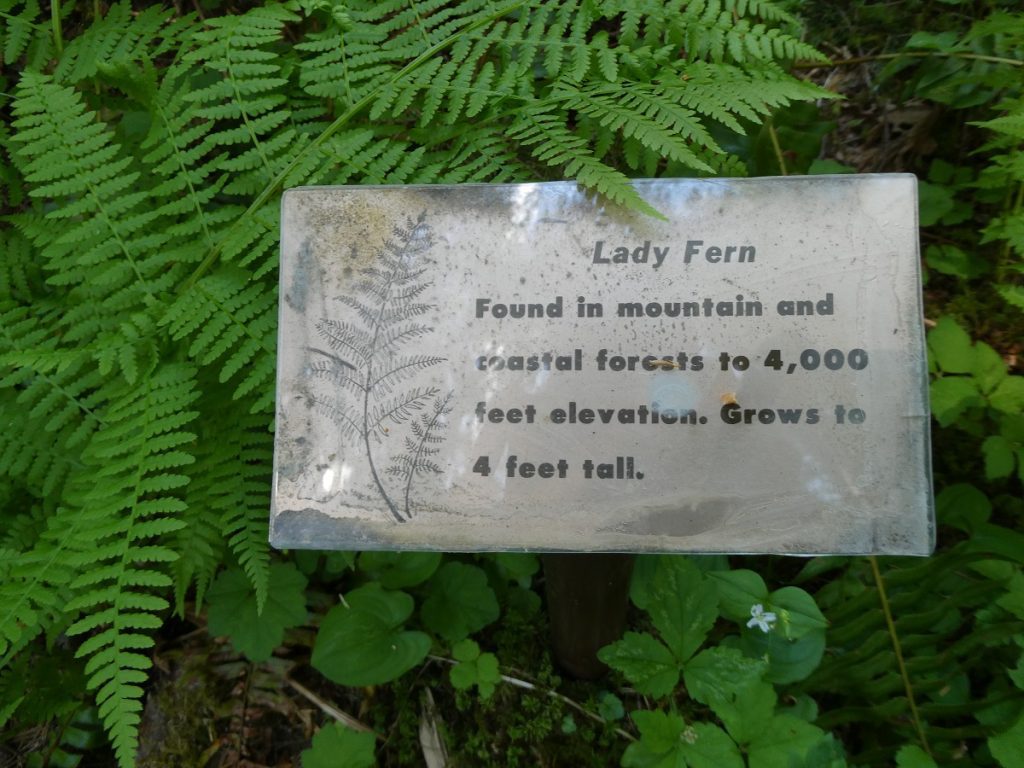 Lady Fern
Found in mountain and
coastal forests to 4,000
feet elevation. Grows to
4 feet tall.